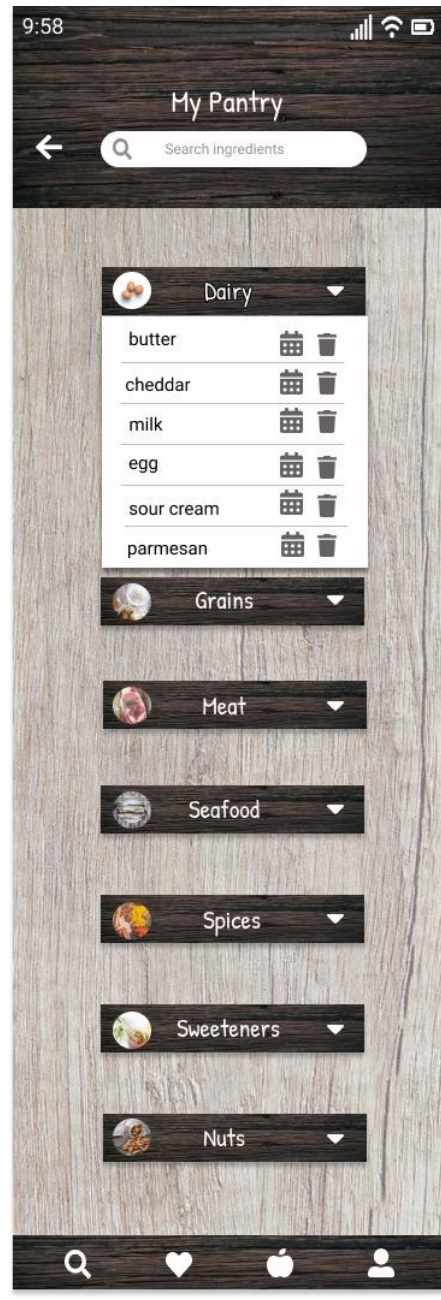 9:58
My Pantry
Search ingredients
Dairy
butter
cheddar
milk
egg
sour cream
parmesan
Grains
Meat
Seafood
Spices
Sweeteners
Nuts